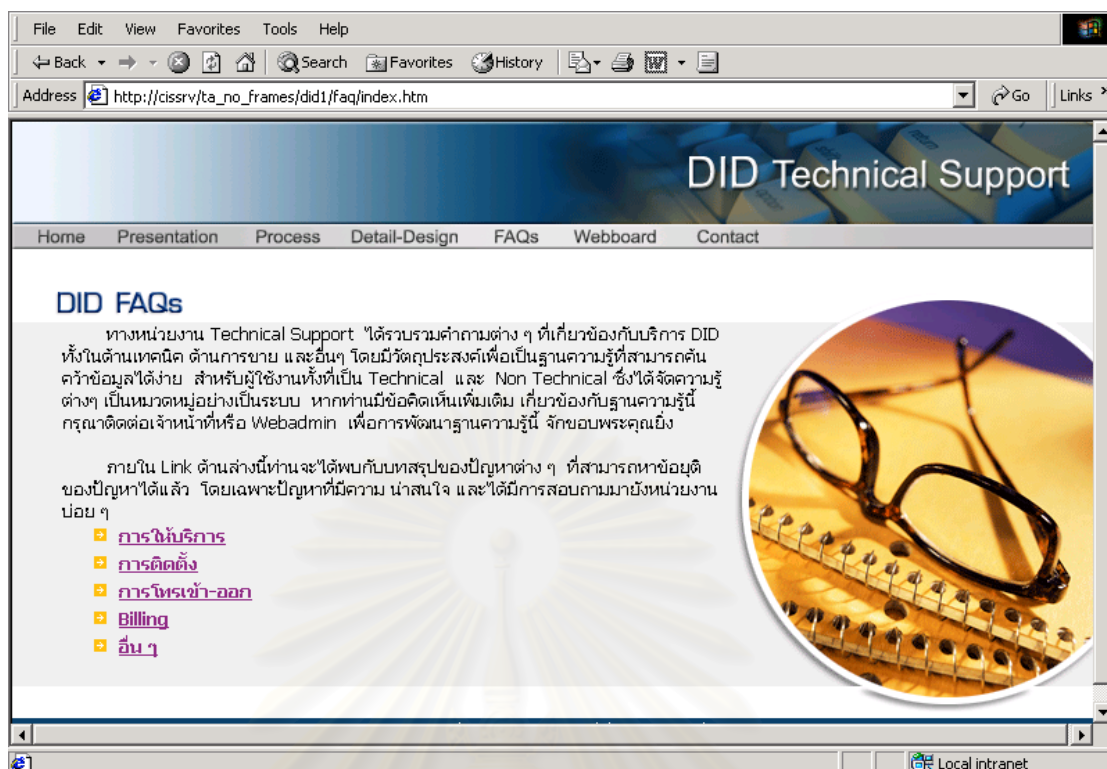 File Edit View Favorites Tools Help
Back Search Favorites History
Address http://cissrv/ta_no_frames/did1/faq/index.htm Go Links
DID Technical Support
Home Presentation Process Detail-Design FAQs Webboard Contact
DID FAQs
ทางหน่วยงาน Technical Support ได้รวบรวมคำถามต่าง ๆ ที่เกี่ยวข้องกับบริการ DID
ทั้งในด้านเทคนิค ด้านการขาย และอื่นๆ โดยมีวัตถุประสงค์เพื่อเป็นฐานความรู้ที่สามารถค้น
คว้าข้อมูลได้ง่าย สำหรับผู้ใช้งานทั้งที่เป็น Technical และ Non Technical ซึ่งได้จัดความรู้
ต่างๆ เป็นหมวดหมู่อย่างเป็นระบบ หากท่านมีข้อคิดเห็นเพิ่มเติม เกี่ยวข้องกับฐานความรู้นี้
กรุณาติดต่อเจ้าหน้าที่หรือ Webadmin เพื่อการพัฒนาฐานความรู้นี้ จักขอบพระคุณยิ่ง
ภายใน Link ด้านล่างนี้ท่านจะได้พบกับบทสรุปของปัญหาต่าง ๆ ที่สามารถหาข้อยุติ
ของปัญหาได้แล้ว โดยเฉพาะปัญหาที่มีความ น่าสนใจ และได้มีการสอบถามมายังหน่วยงาน
บ่อย ๆ
การให้บริการ
การติดตั้ง
การโทรเข้า-ออก
Billing
อื่น ๆ
Local intranet